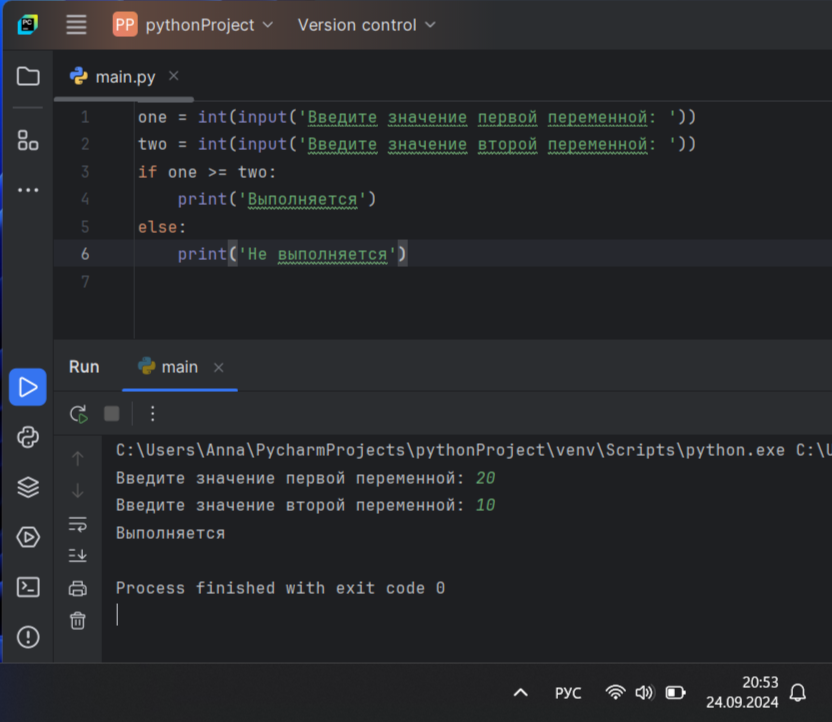 PC
PP pythonProject Version control
main.py
1 one = int(input('Введите значение первой переменной: '))
2 two = int(input('Введите значение второй переменной: '))
3 if one >= two:
4 print('Выполняется')
5 else:
6 print('Не выполняется')
7
Run main
C:\Users\Anna\PycharmProjects\pythonProject\venv\Scripts\python.exe C:\U
Введите значение первой переменной: 20
Введите значение второй переменной: 10
Выполняется
Process finished with exit code 0
РУС
20:53
24.09.2024